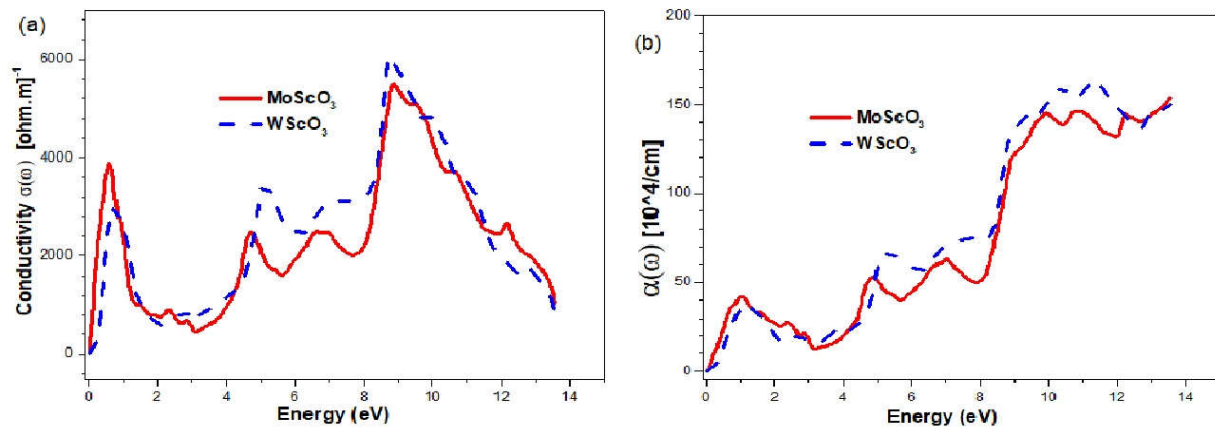 (a)
Conductivity σ(ω) [ohm.m]⁻¹
6000
4000
2000
0
MoScO₃
WScO₃
0 2 4 6 8 10 12 14
Energy (eV)
(b)
α(ω) [10^4/cm]
200
150
100
50
0
MoScO₃
WScO₃
0 2 4 6 8 10 12 14
Energy (eV)